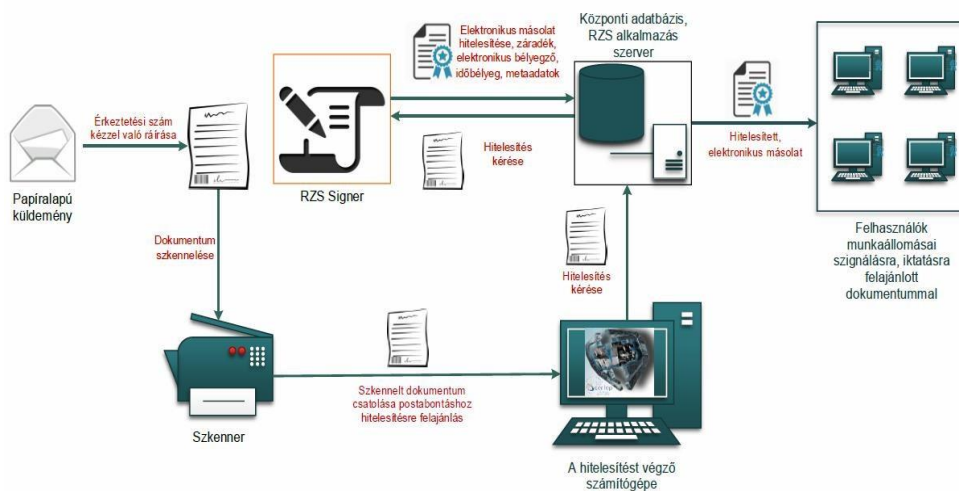 Elektronikus másolat
hitelesítése, záradék,
elektronikus bélyegző,
időbélyeg, metaadatok
Központi adatbázis,
RZS alkalmazás
szerver
Érkeztetési szám
kézzel való ráírása
Hitelesítés
kérése
Hitelesített,
elektronikus másolat
Papíralapú
küldemény
RZS Signer
Felhasználók
munkaállomásai
szignálásra, iktatásra
felajánlott
dokumentummal
Dokumentum
szkennelése
Hitelesítés
kérése
Szkennelt dokumentum
csatolása postabontáshoz
hitelesítésre felajánlás
Szkenner
A hitelesítést végző
számítógépe